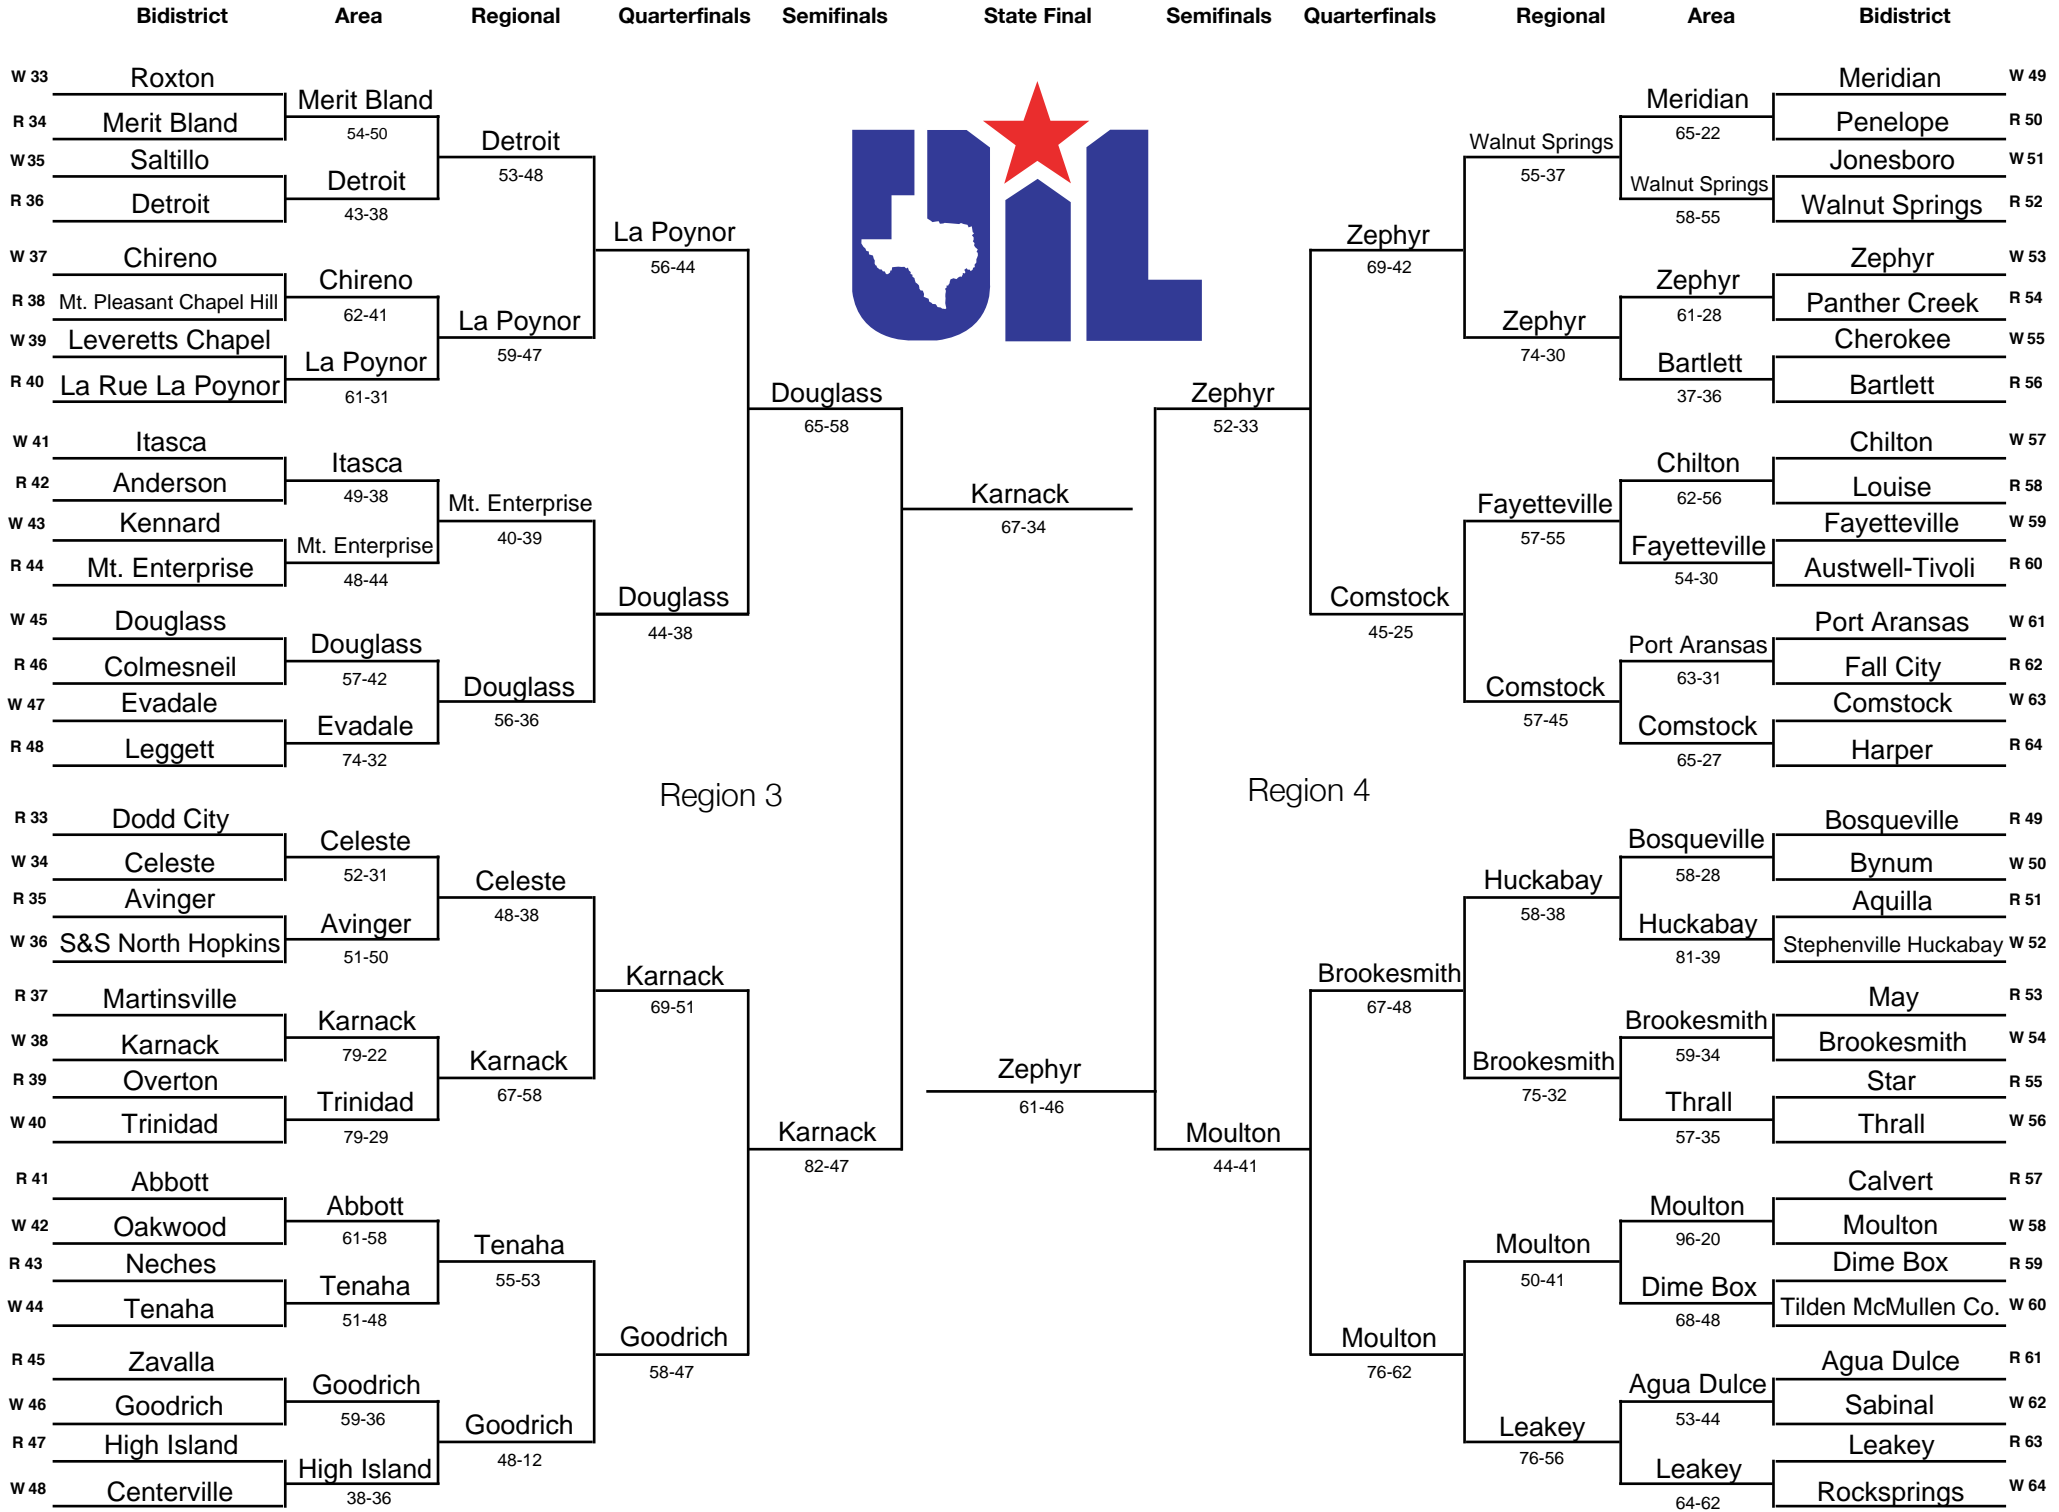 Bidistrict Area Regional Quarterfinals Semifinals State Final Semifinals Quarterfinals Regional Area Bidistrict
W 33 Roxton
Merit Bland
54-50
R 34 Merit Bland
Detroit
53-48
W 35 Saltillo
Detroit
43-38
R 36 Detroit
La Poynor
56-44
W 37 Chireno
Chireno
62-41
R 38 Mt. Pleasant Chapel Hill
La Poynor
59-47
W 39 Leveretts Chapel
La Poynor
61-31
R 40 La Rue La Poynor
Douglass
65-58
W 41 Itasca
Itasca
49-38
R 42 Anderson
Mt. Enterprise
40-39
W 43 Kennard
Mt. Enterprise
48-44
R 44 Mt. Enterprise
Douglass
44-38
W 45 Douglass
Douglass
57-42
R 46 Colmesneil
Douglass
56-36
W 47 Evadale
Evadale
74-32
R 48 Leggett
Region 3
R 33 Dodd City
Celeste
52-31
W 34 Celeste
Celeste
48-38
R 35 Avinger
Avinger
51-50
W 36 S&S North Hopkins
Karnack
69-51
R 37 Martinsville
Karnack
79-22
W 38 Karnack
Karnack
67-58
R 39 Overton
Trinidad
79-29
W 40 Trinidad
Karnack
82-47
R 41 Abbott
Abbott
61-58
W 42 Oakwood
Tenaha
55-53
R 43 Neches
Tenaha
51-48
W 44 Tenaha
Goodrich
58-47
R 45 Zavalla
Goodrich
59-36
W 46 Goodrich
Goodrich
48-12
R 47 High Island
High Island
38-36
W 48 Centerville
UIL
Karnack
67-34
Zephyr
61-46
Meridian W 49
Meridian
65-22
Penelope R 50
Walnut Springs
55-37
Jonesboro W 51
Walnut Springs
58-55
Walnut Springs R 52
Zephyr
69-42
Zephyr W 53
Zephyr
61-28
Panther Creek R 54
Zephyr
74-30
Cherokee W 55
Bartlett
37-36
Bartlett R 56
Zephyr
52-33
Chilton W 57
Chilton
62-56
Louise R 58
Fayetteville
57-55
Fayetteville W 59
Fayetteville
54-30
Austwell-Tivoli R 60
Comstock
45-25
Port Aransas W 61
Port Aransas
63-31
Fall City R 62
Comstock
57-45
Comstock W 63
Comstock
65-27
Harper R 64
Region 4
Bosqueville R 49
Bosqueville
58-28
Bynum W 50
Huckabay
58-38
Aquilla R 51
Huckabay
81-39
Stephenville Huckabay W 52
Brookesmith
67-48
May R 53
Brookesmith
59-34
Brookesmith W 54
Brookesmith
75-32
Star R 55
Thrall
57-35
Thrall W 56
Moulton
44-41
Calvert R 57
Moulton
96-20
Moulton W 58
Moulton
50-41
Dime Box R 59
Dime Box
68-48
Tilden McMullen Co. W 60
Moulton
76-62
Agua Dulce R 61
Agua Dulce
53-44
Sabinal W 62
Leakey
76-56
Leakey R 63
Leakey
64-62
Rocksprings W 64